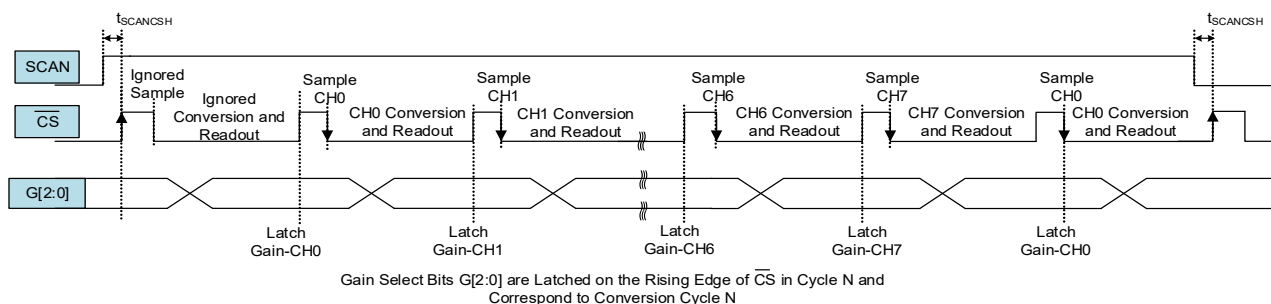 tSCANCSH
tSCANCSH
SCAN
Ignored
Sample
Sample
CH0
Sample
CH1
Sample
CH6
Sample
CH7
Sample
CH0
CS
Ignored
Conversion and
Readout
CH0 Conversion
and Readout
CH1 Conversion
and Readout
CH6 Conversion
and Readout
CH7 Conversion
and Readout
CH0 Conversion
and Readout
G[2:0]
Latch
Gain-CH0
Latch
Gain-CH1
Latch
Gain-CH6
Latch
Gain-CH7
Latch
Gain-CH0
Gain Select Bits G[2:0] are Latched on the Rising Edge of CS in Cycle N and
Correspond to Conversion Cycle N